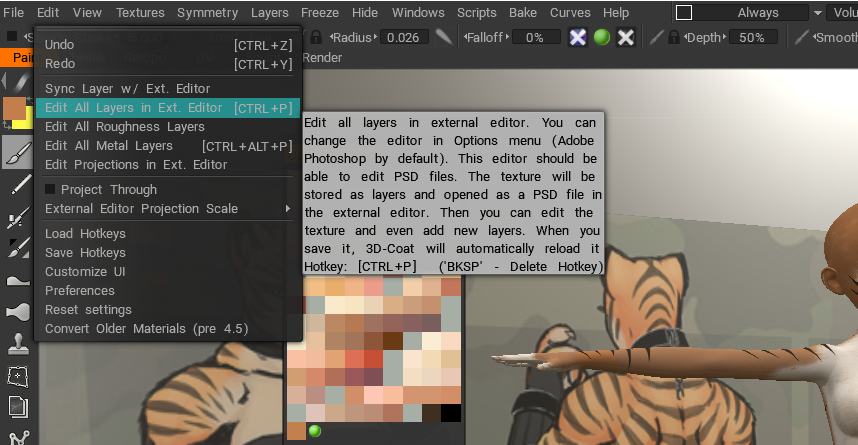 File Edit View Textures Symmetry Layers Freeze Hide Windows Scripts Bake Curves Help Always
Radius 0.026 Falloff 0% Depth 50% Smooth
Render
Undo [CTRL+Z]
Redo [CTRL+Y]
Sync Layer w/ Ext. Editor
Edit All Layers in Ext. Editor [CTRL+P]
Edit All Roughness Layers
Edit All Metal Layers [CTRL+ALT+P]
Edit Projections in Ext. Editor
Project Through
External Editor Projection Scale
Load Hotkeys
Save Hotkeys
Customize UI
Preferences
Reset settings
Convert Older Materials (pre 4.5)
Edit all layers in external editor. You can
change the editor in Options menu (Adobe
Photoshop by default). This editor should be
able to edit PSD files. The texture will be
stored as layers and opened as a PSD file in
the external editor. Then you can edit the
texture and even add new layers. When you
save it, 3D-Coat will automatically reload it
Hotkey: [CTRL+P] ('BKSP' - Delete Hotkey)